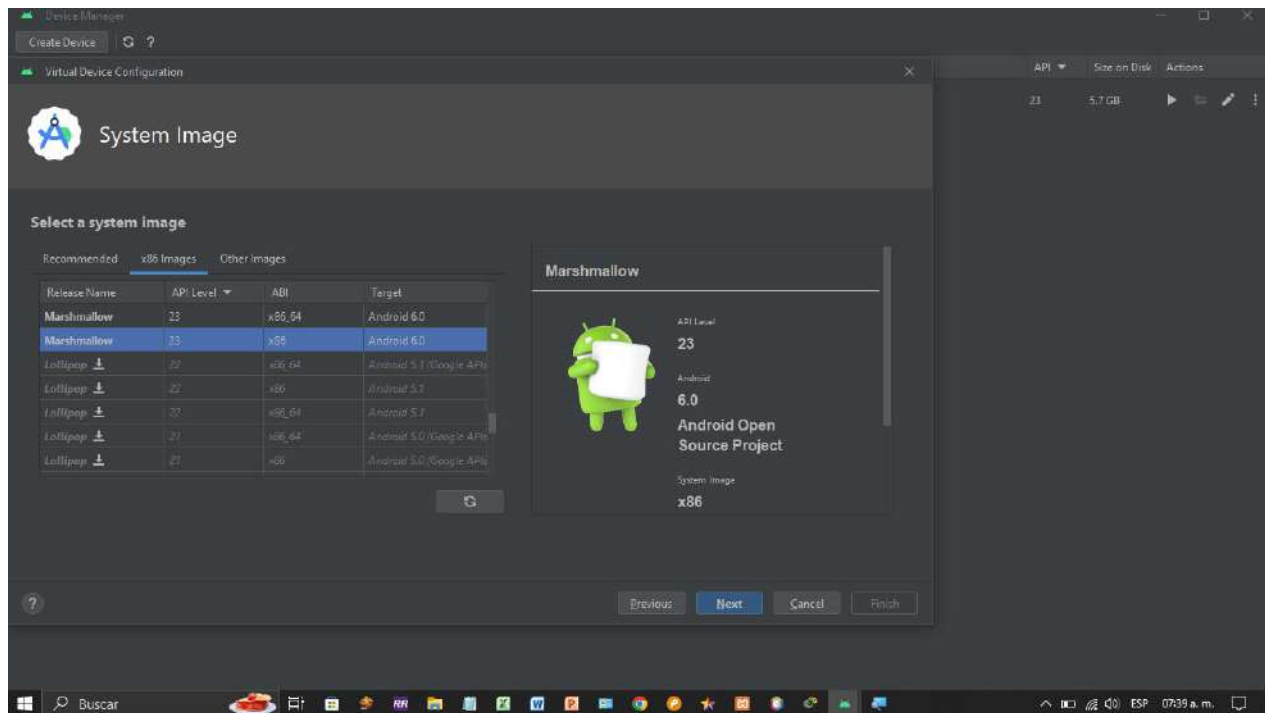 Device Manager
Create Device ?
Virtual Device Configuration
API Size on Disk Actions
23 5.7 GB
System Image
Select a system image
Recommended x86 Images Other Images
Release Name API Level ABI Target
Marshmallow 23 x86_64 Android 6.0
Marshmallow 23 x86 Android 6.0
Lollipop 22 x86_64 Android 5.1 (Google APIs
Lollipop 22 x86 Android 5.1
Lollipop 22 x86_64 Android 5.1
Lollipop 21 x86_64 Android 5.0 (Google APIs
Lollipop 21 x86 Android 5.0 (Google APIs
Marshmallow
API Level
23
Android
6.0
Android Open
Source Project
System Image
x86
?
Previous Next Cancel Finish
Buscar
ESP 07:39 a. m.